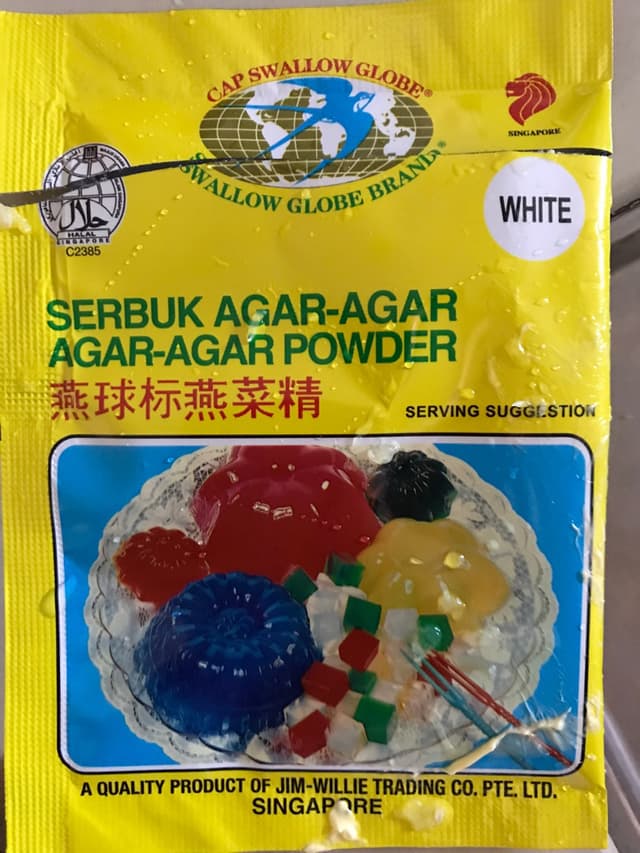 CAP SWALLOW GLOBE®
SWALLOW GLOBE BRAND®
SINGAPORE
حلال
HALAL
SINGAPORE
C2385
WHITE
SERBUK AGAR-AGAR
AGAR-AGAR POWDER
燕球标燕菜精
SERVING SUGGESTION
A QUALITY PRODUCT OF JIM-WILLIE TRADING CO. PTE. LTD.
SINGAPORE